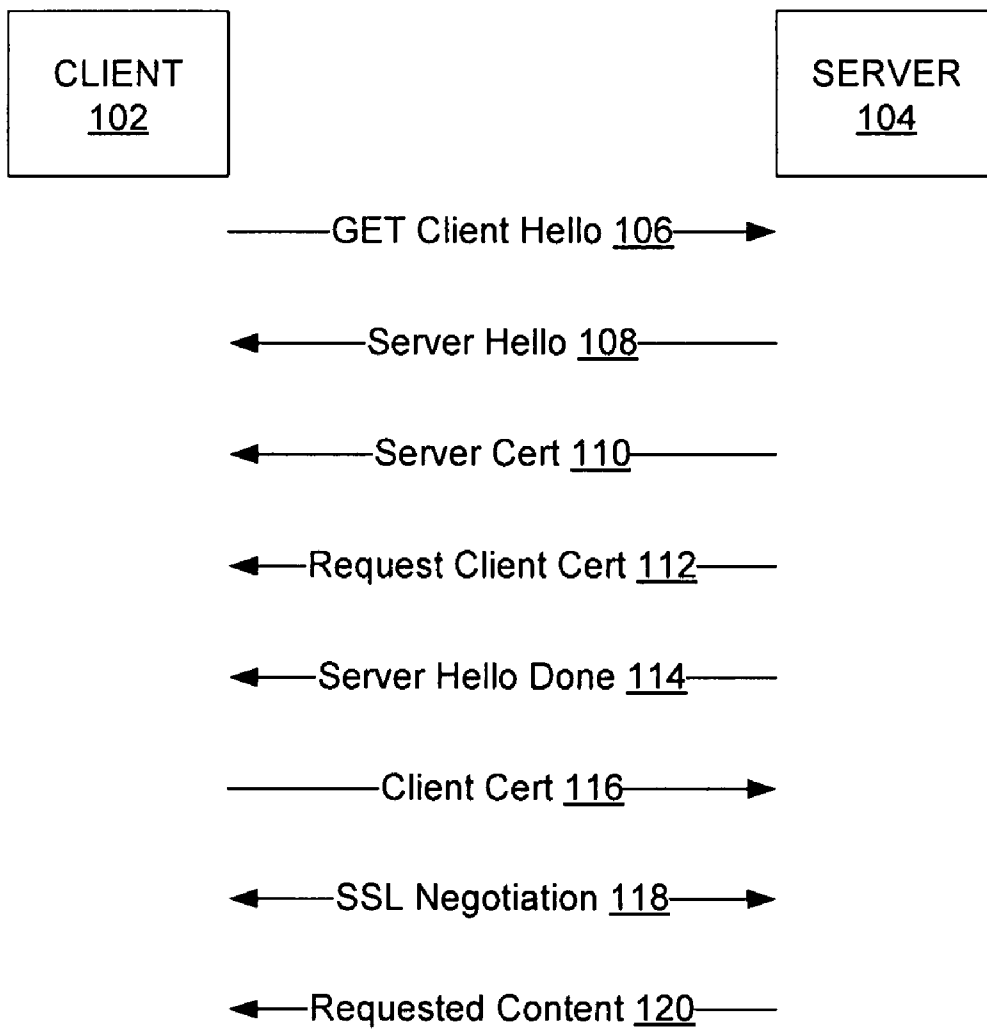 CLIENT
102
SERVER
104
GET Client Hello 106
Server Hello 108
Server Cert 110
Request Client Cert 112
Server Hello Done 114
Client Cert 116
SSL Negotiation 118
Requested Content 120